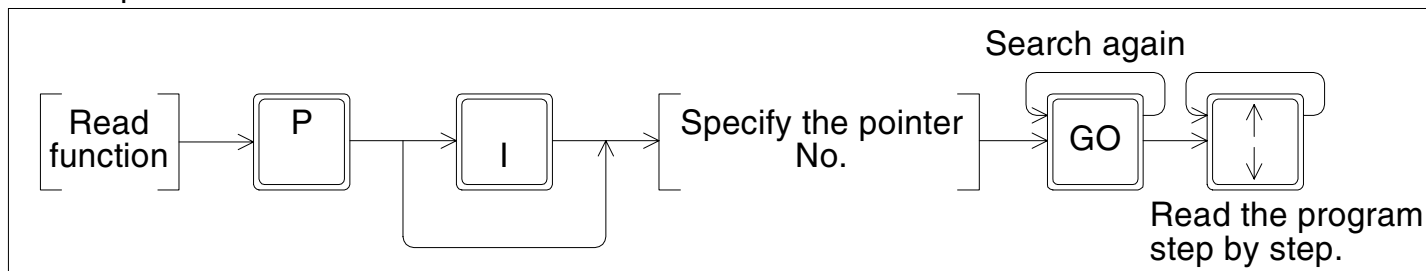 Search again
Read
function
P
I
Specify the pointer
No.
GO
Read the program
step by step.